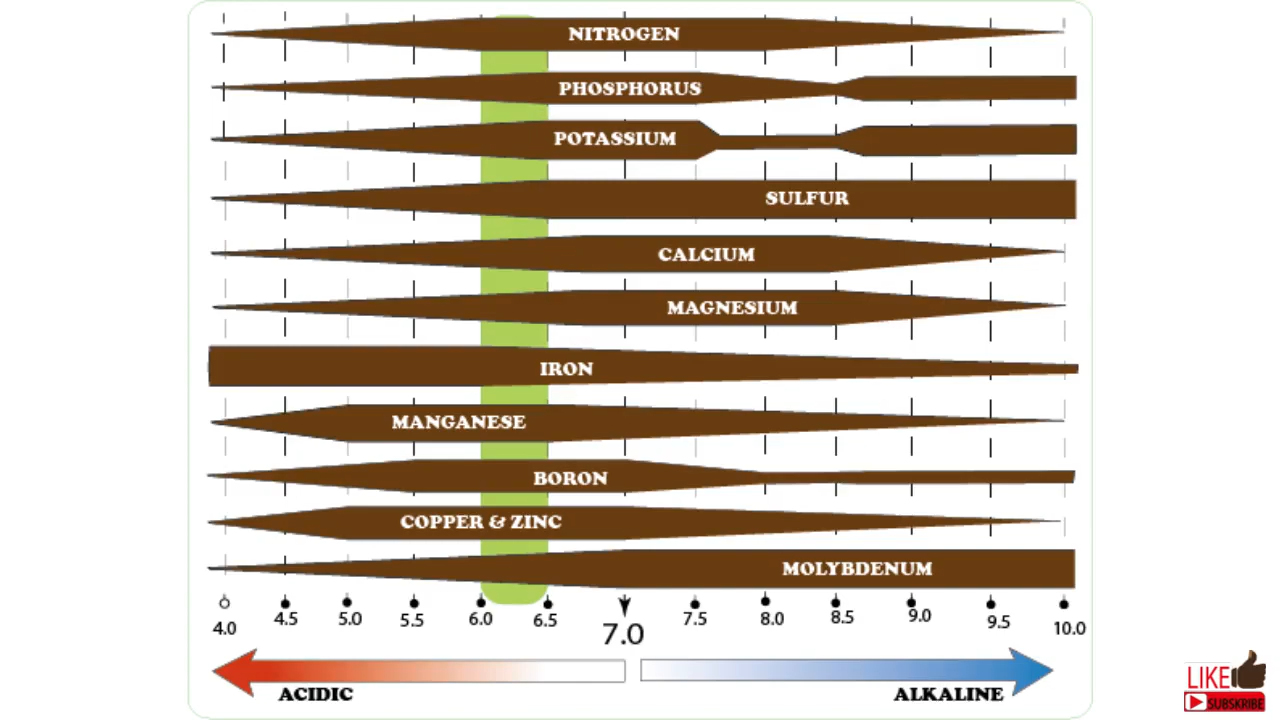 NITROGEN
PHOSPHORUS
POTASSIUM
SULFUR
CALCIUM
MAGNESIUM
IRON
MANGANESE
BORON
COPPER & ZINC
MOLYBDENUM
4.0 4.5 5.0 5.5 6.0 6.5 7.0 7.5 8.0 8.5 9.0 9.5 10.0
ACIDIC ALKALINE
LIKE
SUBSKRIBE